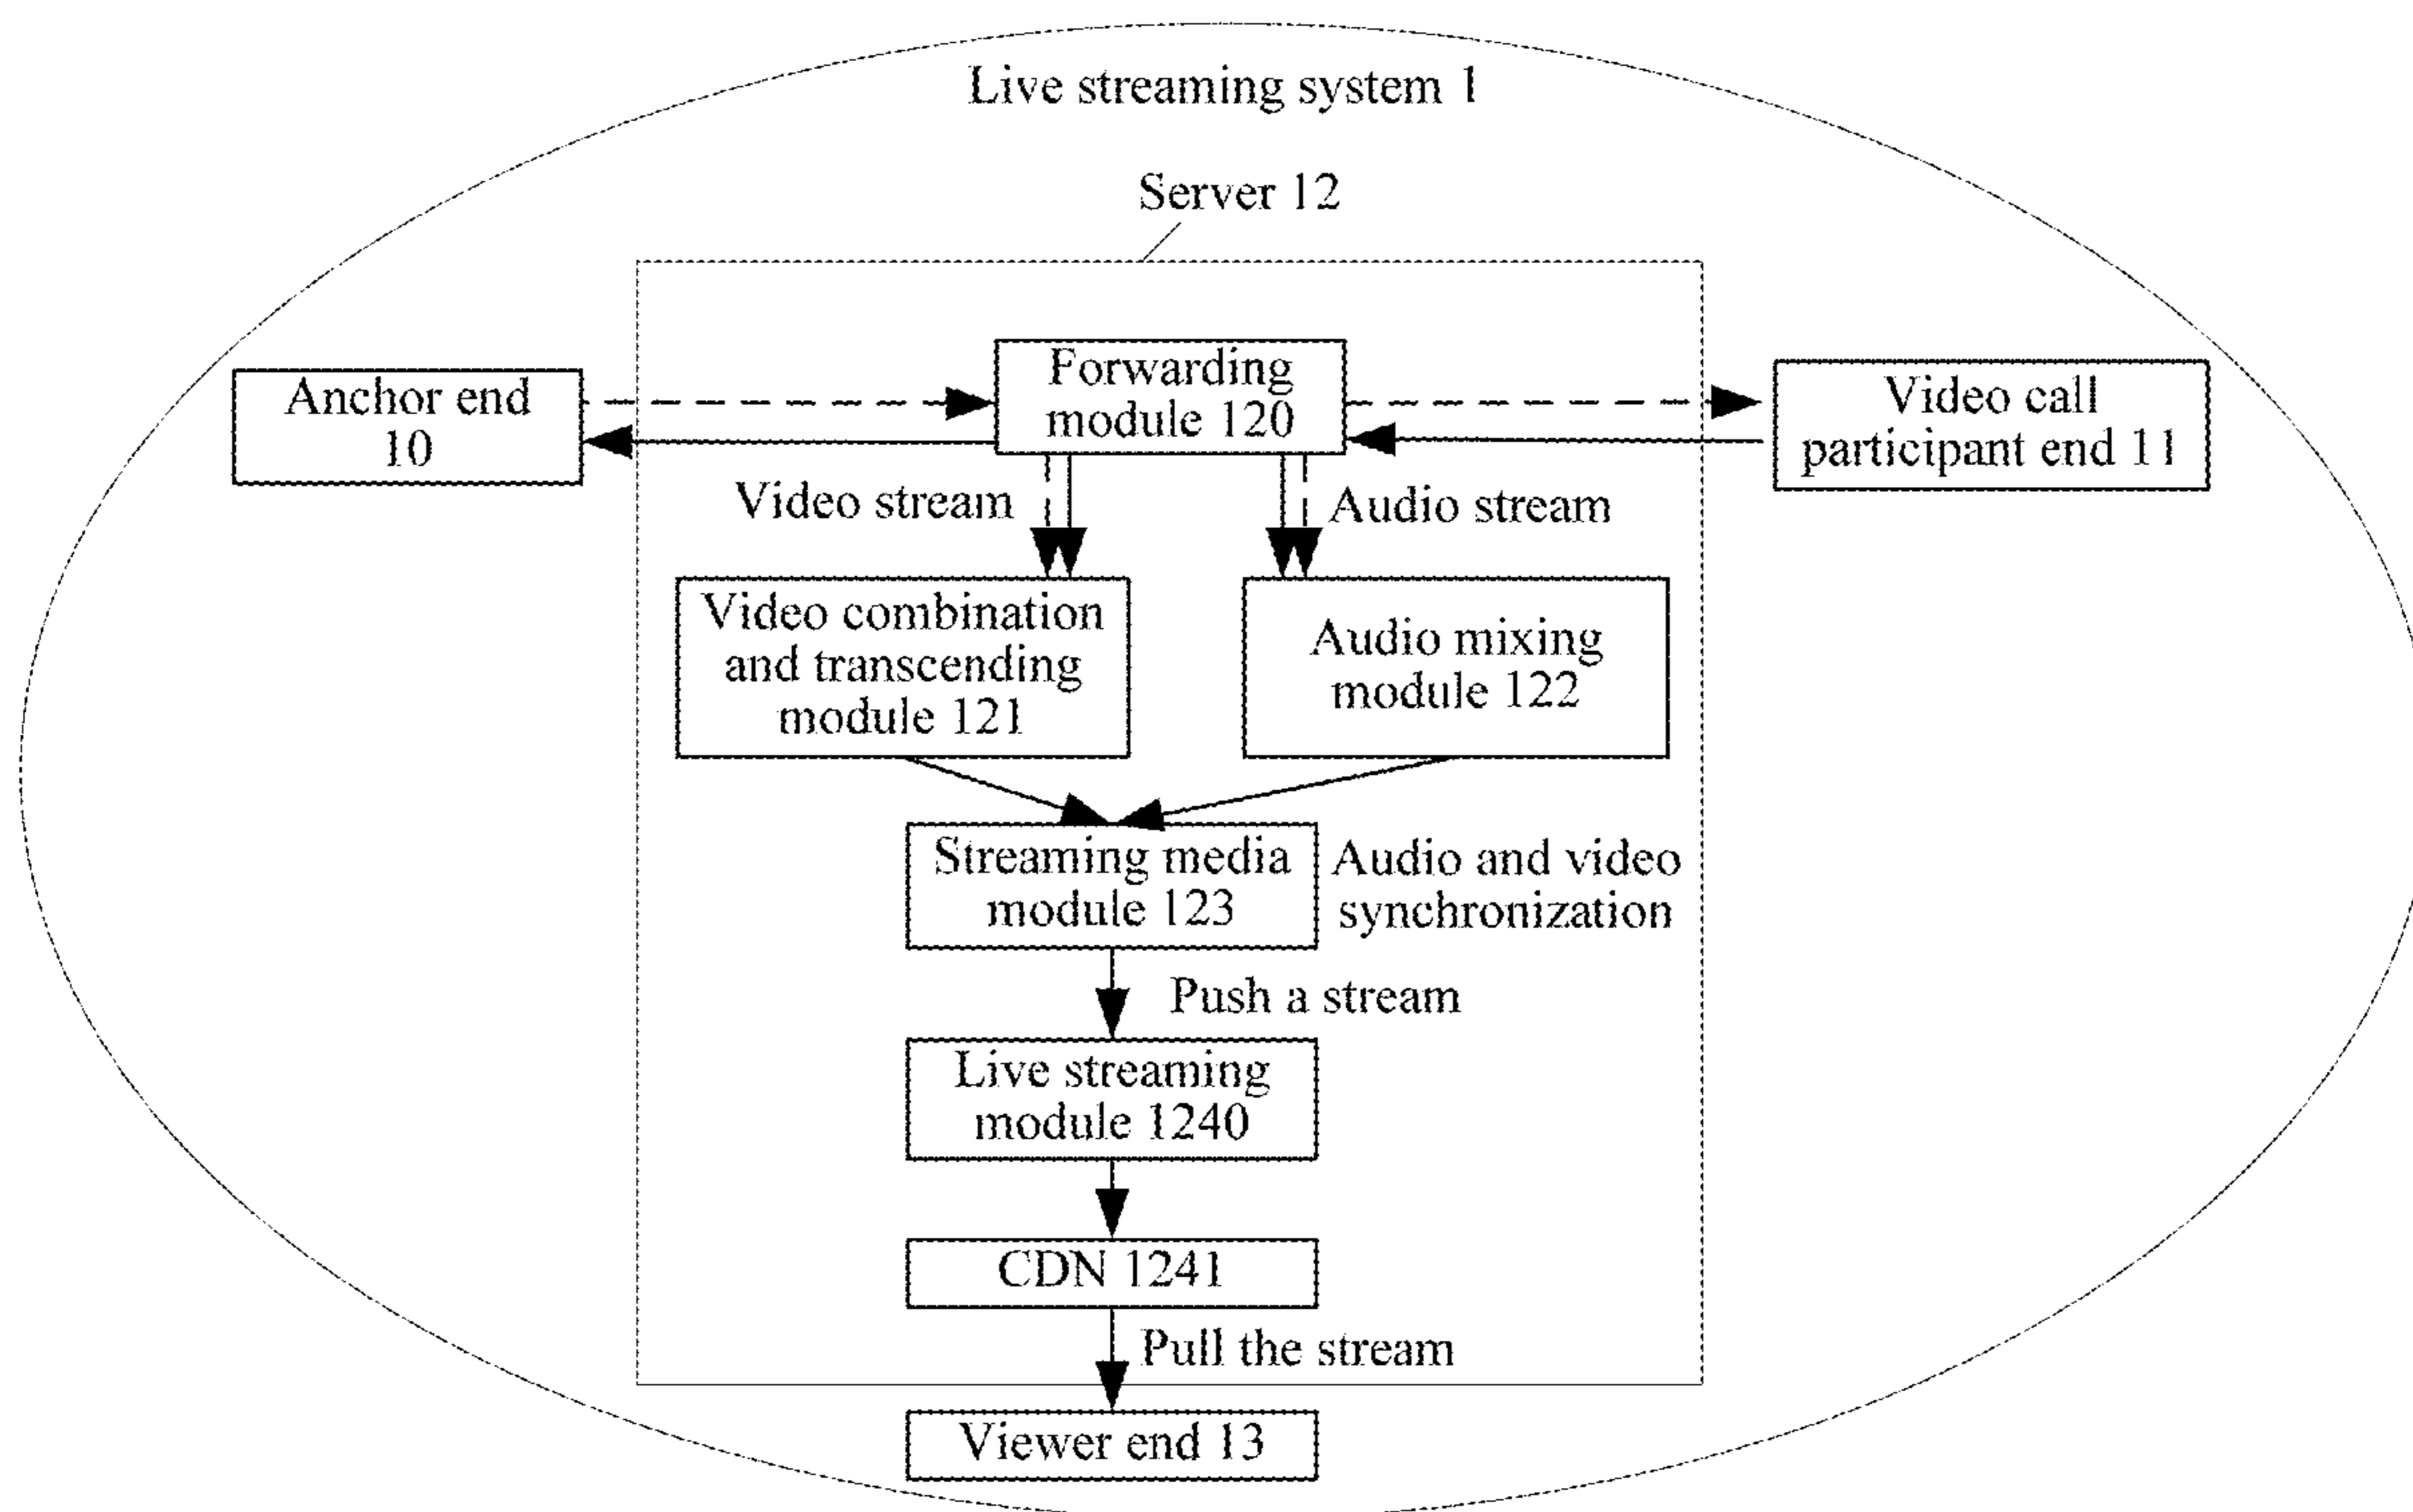 Live streaming system 1
Server 12
Anchor end
10
Forwarding
module 120
Video call
participant end 11
Video stream
Audio stream
Video combination
and transcending
module 121
Audio mixing
module 122
Streaming media
module 123
Audio and video
synchronization
Push a stream
Live streaming
module 1240
CDN 1241
Pull the stream
Viewer end 13